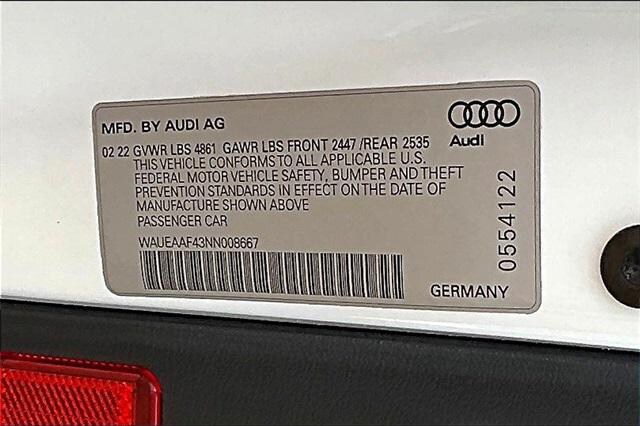 MFD. BY AUDI AG
Audi
02 22 GVWR LBS 4861 GAWR LBS FRONT 2447 /REAR 2535
THIS VEHICLE CONFORMS TO ALL APPLICABLE U.S.
FEDERAL MOTOR VEHICLE SAFETY, BUMPER AND THEFT
PREVENTION STANDARDS IN EFFECT ON THE DATE OF
MANUFACTURE SHOWN ABOVE
PASSENGER CAR
WAUEAAF43NN008667
GERMANY
0554122